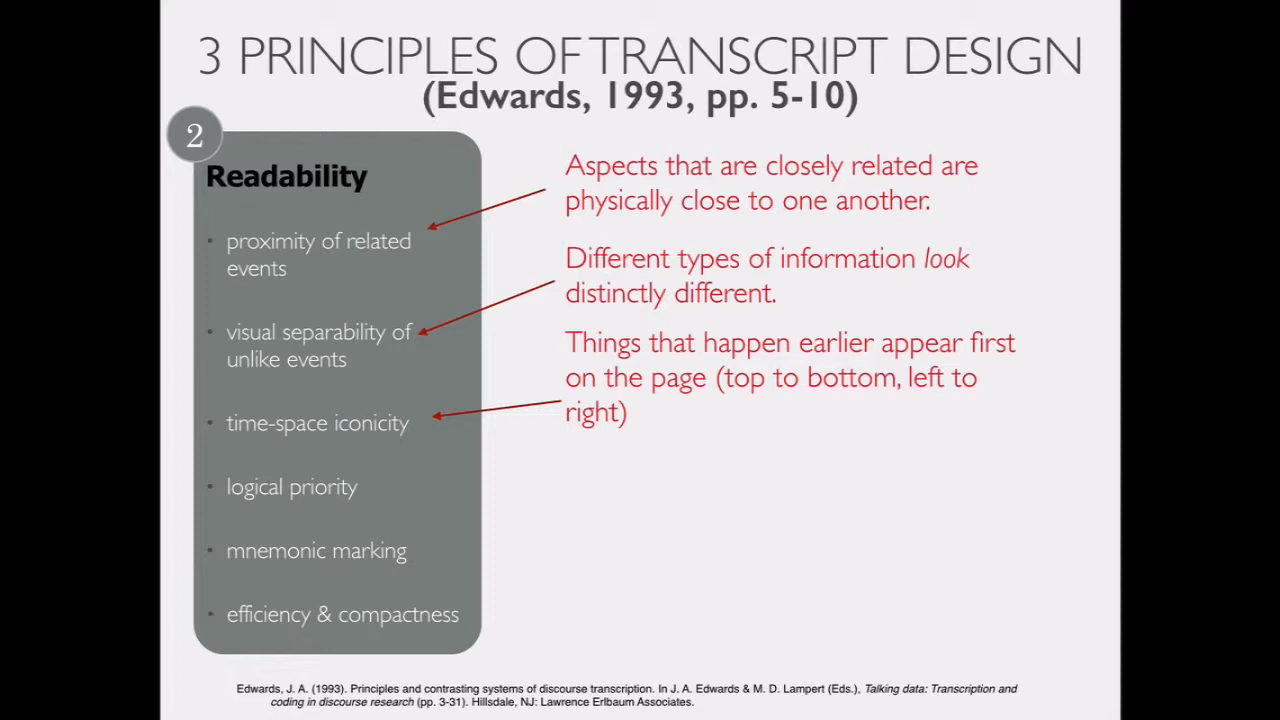 3 PRINCIPLES OF TRANSCRIPT DESIGN
(Edwards, 1993, pp. 5-10)
2
Readability
• proximity of related
events
• visual separability of
unlike events
• time-space iconicity
• logical priority
• mnemonic marking
• efficiency & compactness
Aspects that are closely related are
physically close to one another.
Different types of information look
distinctly different.
Things that happen earlier appear first
on the page (top to bottom, left to
right)
Edwards, J. A. (1993). Principles and contrasting systems of discourse transcription. In J. A. Edwards & M. D. Lampert (Eds.), Talking data: Transcription and
coding in discourse research (pp. 3-31). Hillsdale, NJ: Lawrence Erlbaum Associates.